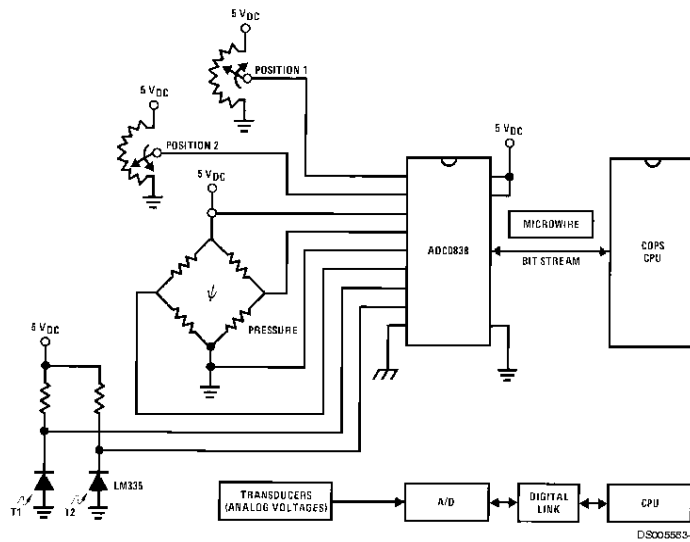 5 VDC
POSITION 1
5 VDC
POSITION 2
5 VDC
5 VDC
ADC0838
MICROWIRE
BIT STREAM
COPS
CPU
ψ
PRESSURE
5 VDC
LM335
T1
T2
TRANSDUCERS
(ANALOG VOLTAGES)
A/D
DIGITAL
LINK
CPU